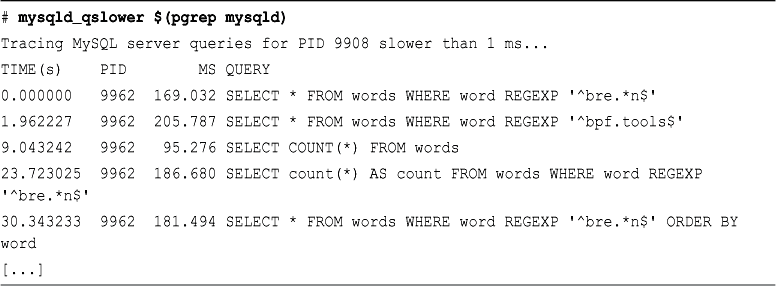 # mysqld_qslower $(pgrep mysqld)
Tracing MySQL server queries for PID 9908 slower than 1 ms...
TIME(s)    PID          MS QUERY
0.000000   9962    169.032 SELECT * FROM words WHERE word REGEXP '^bre.*n$'
1.962227   9962    205.787 SELECT * FROM words WHERE word REGEXP '^bpf.tools$'
9.043242   9962     95.276 SELECT COUNT(*) FROM words
23.723025  9962    186.680 SELECT count(*) AS count FROM words WHERE word REGEXP
'^bre.*n$'
30.343233  9962    181.494 SELECT * FROM words WHERE word REGEXP '^bre.*n$' ORDER BY
word
[...]